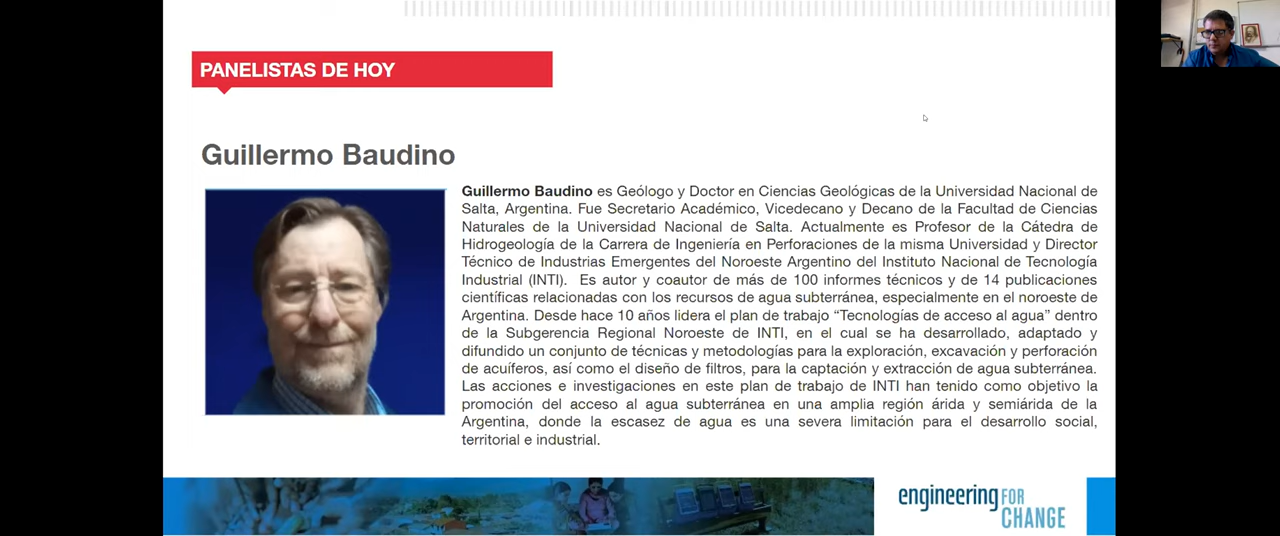 PANELISTAS DE HOY
Guillermo Baudino
Guillermo Baudino es Geólogo y Doctor en Ciencias Geológicas de la Universidad Nacional de
Salta, Argentina. Fue Secretario Académico, Vicedecano y Decano de la Facultad de Ciencias
Naturales de la Universidad Nacional de Salta. Actualmente es Profesor de la Cátedra de
Hidrogeología de la Carrera de Ingeniería en Perforaciones de la misma Universidad y Director
Técnico de Industrias Emergentes del Noroeste Argentino del Instituto Nacional de Tecnología
Industrial (INTI). Es autor y coautor de más de 100 informes técnicos y de 14 publicaciones
científicas relacionadas con los recursos de agua subterránea, especialmente en el noroeste de
Argentina. Desde hace 10 años lidera el plan de trabajo “Tecnologías de acceso al agua” dentro
de la Subgerencia Regional Noroeste de INTI, en el cual se ha desarrollado, adaptado y
difundido un conjunto de técnicas y metodologías para la exploración, excavación y perforación
de acuíferos, así como el diseño de filtros, para la captación y extracción de agua subterránea.
Las acciones e investigaciones en este plan de trabajo de INTI han tenido como objetivo la
promoción del acceso al agua subterránea en una amplia región árida y semiárida de la
Argentina, donde la escasez de agua es una severa limitación para el desarrollo social,
territorial e industrial.
engineering FOR
CHANGE